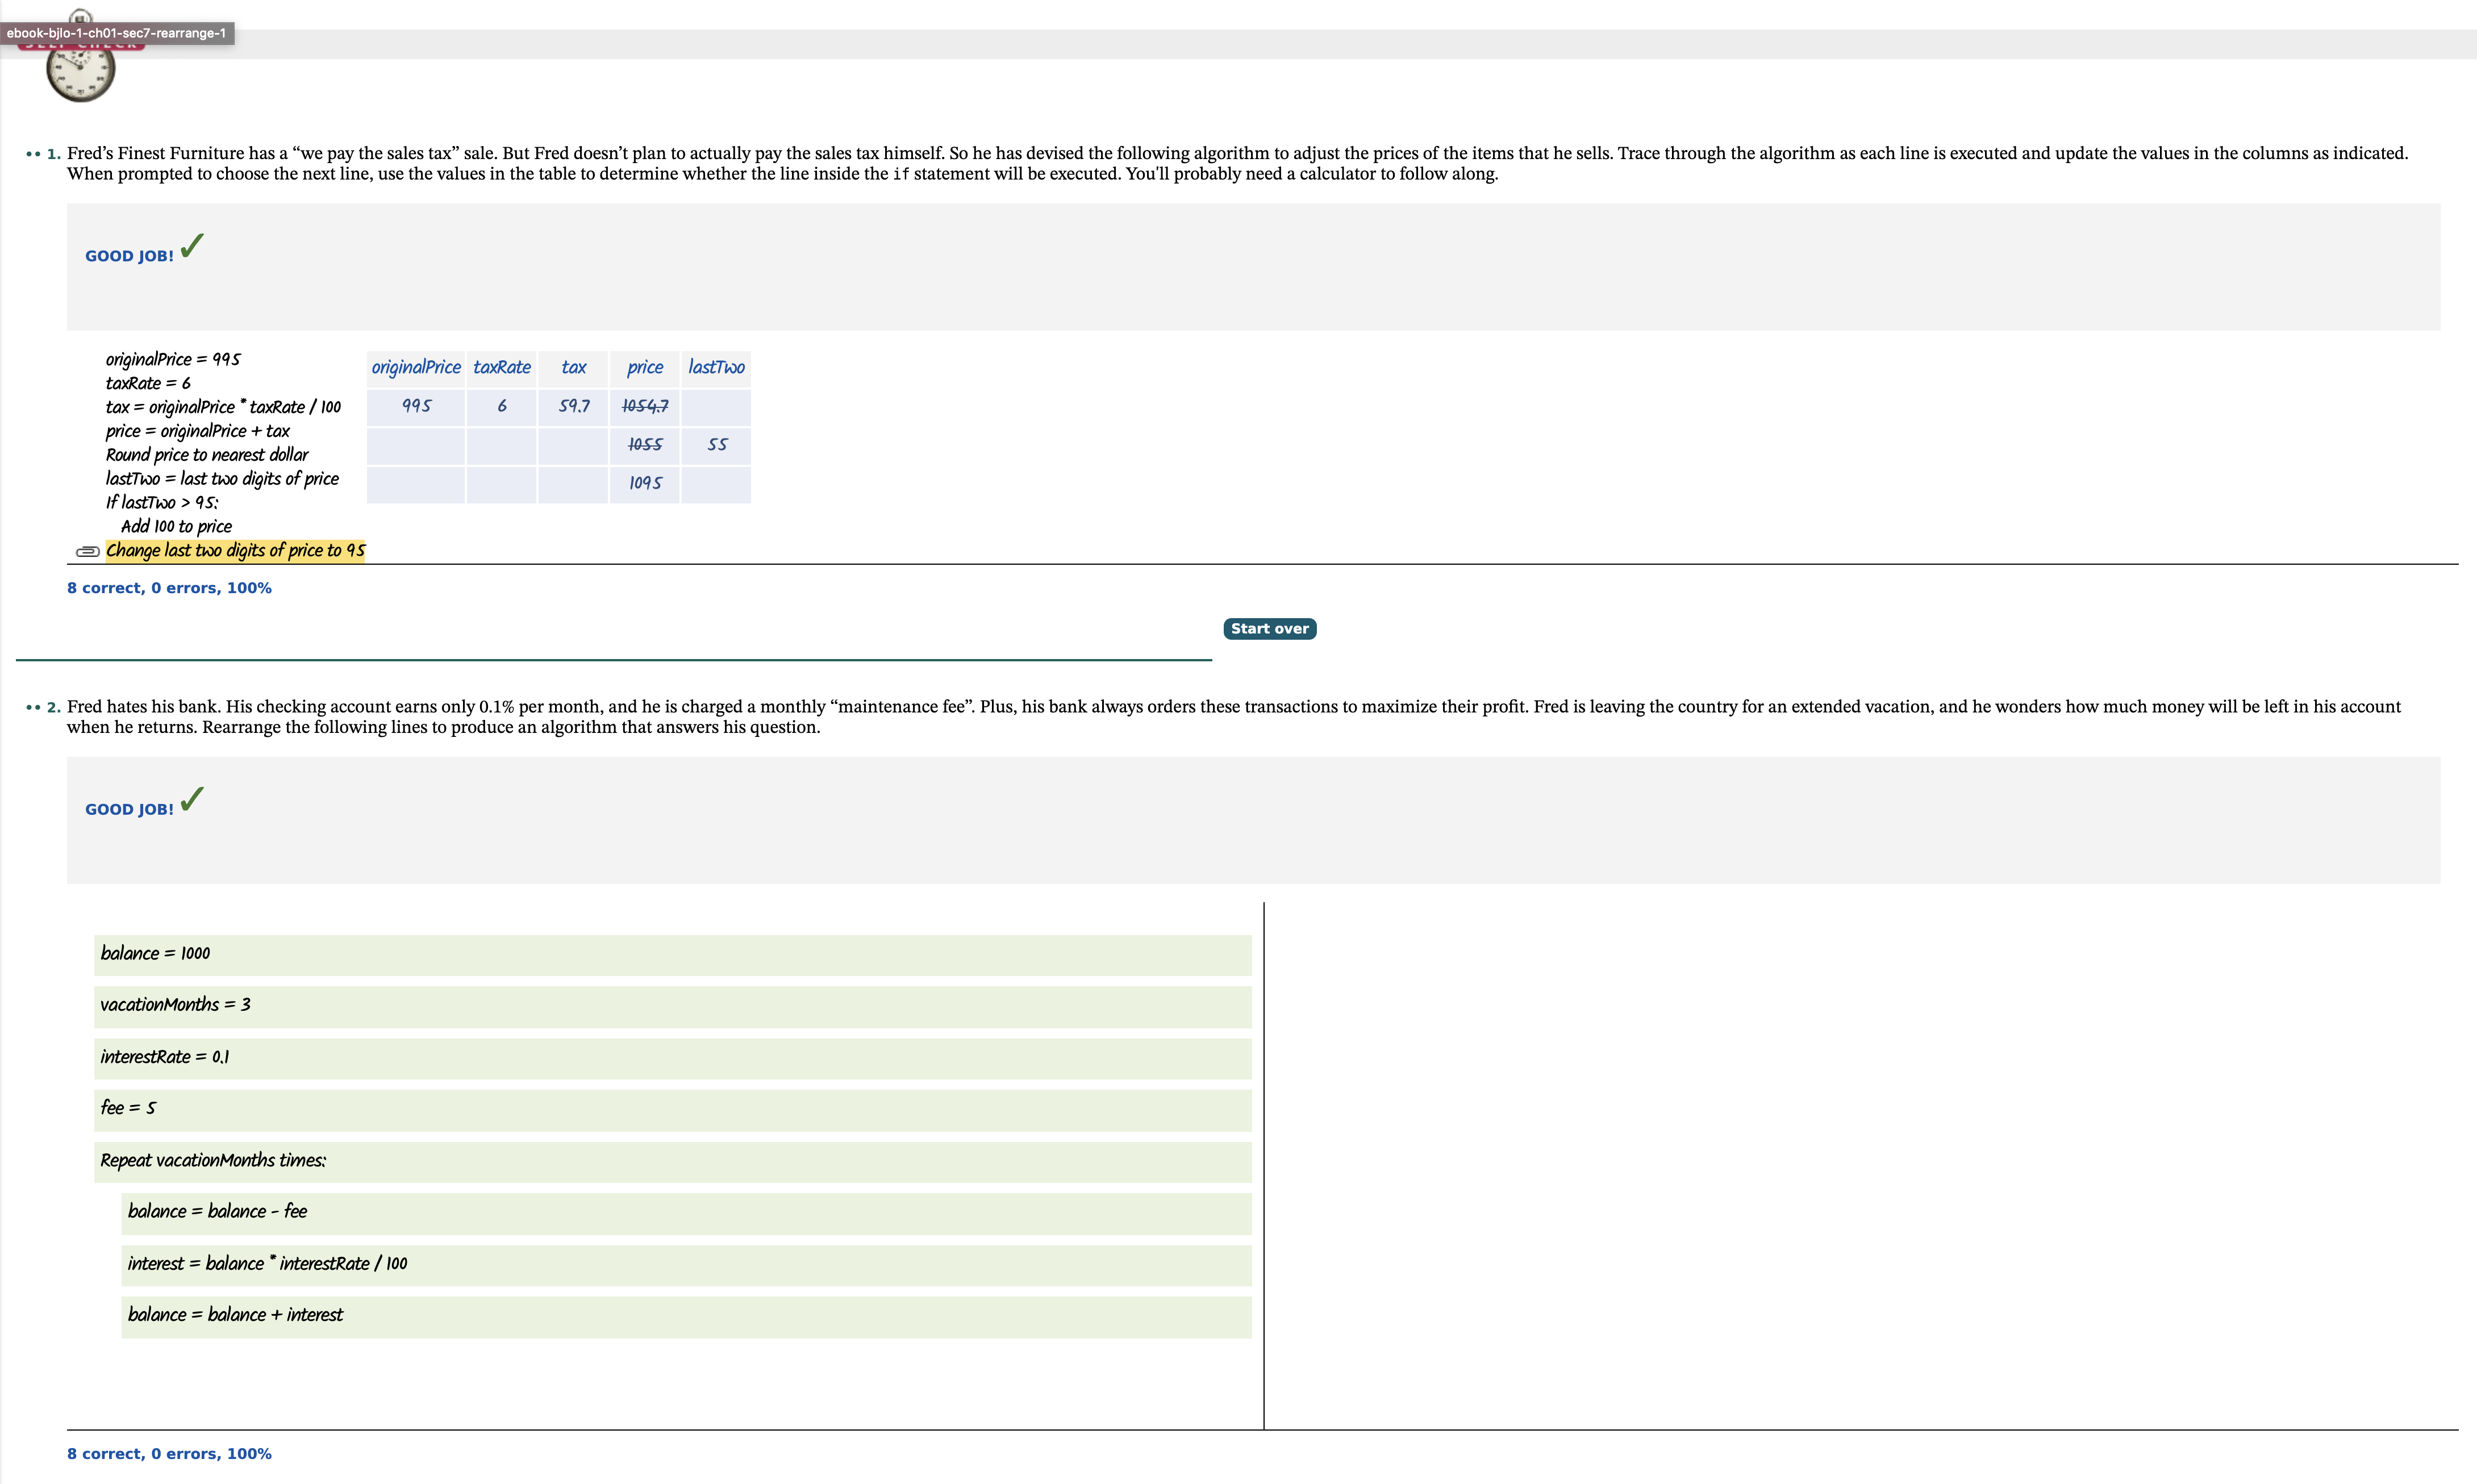 ebook-bjlo-1-ch01-sec7-rearrange-1
SELF CHECK
•• 1. Fred’s Finest Furniture has a “we pay the sales tax” sale. But Fred doesn’t plan to actually pay the sales tax himself. So he has devised the following algorithm to adjust the prices of the items that he sells. Trace through the algorithm as each line is executed and update the values in the columns as indicated.
When prompted to choose the next line, use the values in the table to determine whether the line inside the if statement will be executed. You'll probably need a calculator to follow along.
GOOD JOB! ✓
originalPrice = 995
taxRate = 6
tax = originalPrice * taxRate / 100
price = originalPrice + tax
Round price to nearest dollar
lastTwo = last two digits of price
If lastTwo > 95:
Add 100 to price
Change last two digits of price to 95
originalPrice taxRate tax price lastTwo
995 6 59.7 1054.7
1055 55
1095
8 correct, 0 errors, 100%
Start over
•• 2. Fred hates his bank. His checking account earns only 0.1% per month, and he is charged a monthly “maintenance fee”. Plus, his bank always orders these transactions to maximize their profit. Fred is leaving the country for an extended vacation, and he wonders how much money will be left in his account
when he returns. Rearrange the following lines to produce an algorithm that answers his question.
GOOD JOB! ✓
balance = 1000
vacationMonths = 3
interestRate = 0.1
fee = 5
Repeat vacationMonths times:
balance = balance - fee
interest = balance * interestRate / 100
balance = balance + interest
8 correct, 0 errors, 100%